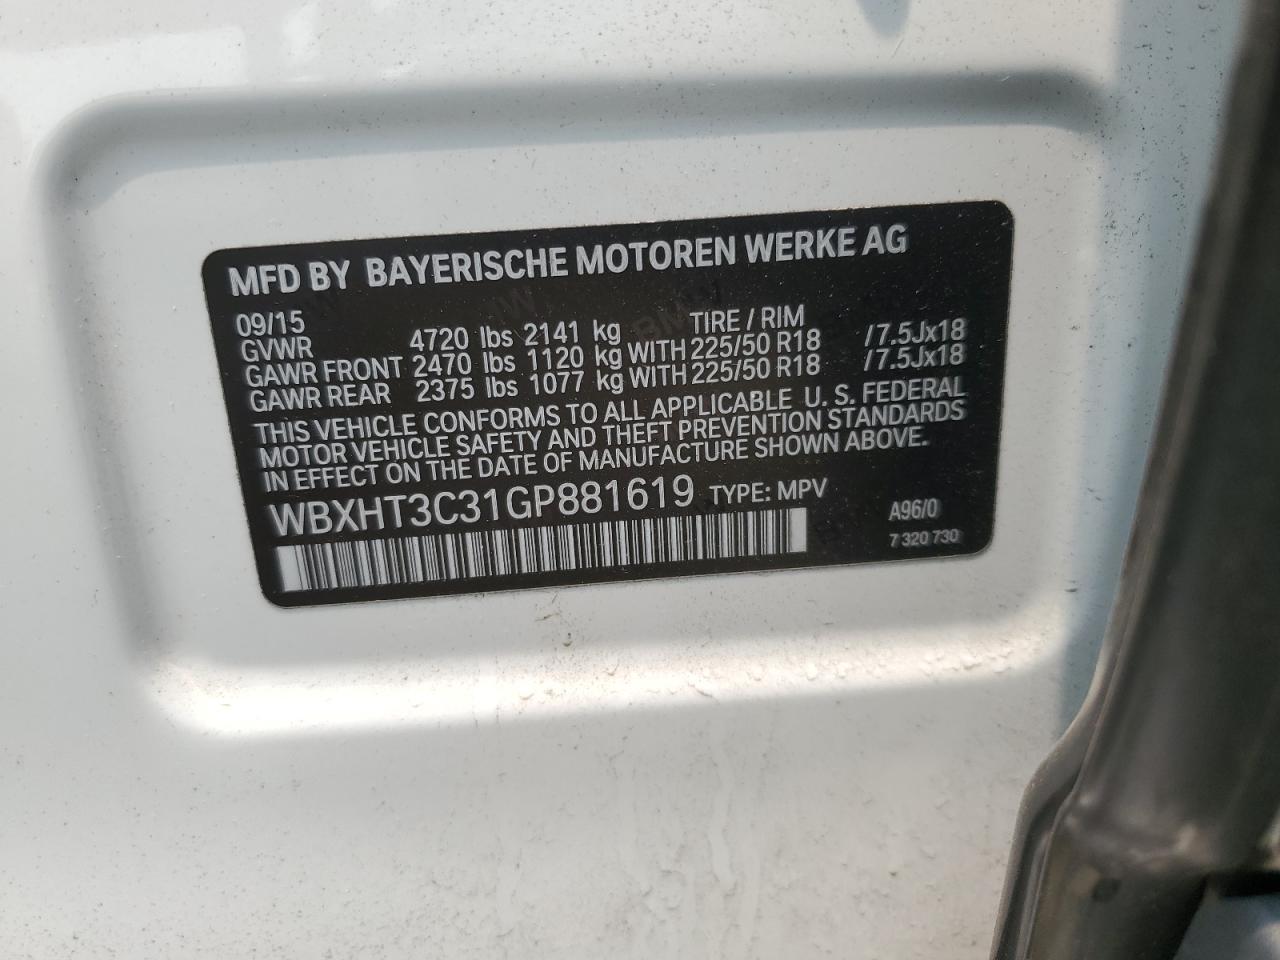 MFD BY BAYERISCHE MOTOREN WERKE AG
09/15 TIRE / RIM
GVWR 4720 lbs 2141 kg
GAWR FRONT 2470 lbs 1120 kg WITH 225/50 R18 /7.5Jx18
GAWR REAR 2375 lbs 1077 kg WITH 225/50 R18 /7.5Jx18
THIS VEHICLE CONFORMS TO ALL APPLICABLE U. S. FEDERAL
MOTOR VEHICLE SAFETY AND THEFT PREVENTION STANDARDS
IN EFFECT ON THE DATE OF MANUFACTURE SHOWN ABOVE.
WBXHT3C31GP881619 TYPE: MPV A96/0
7 320 730